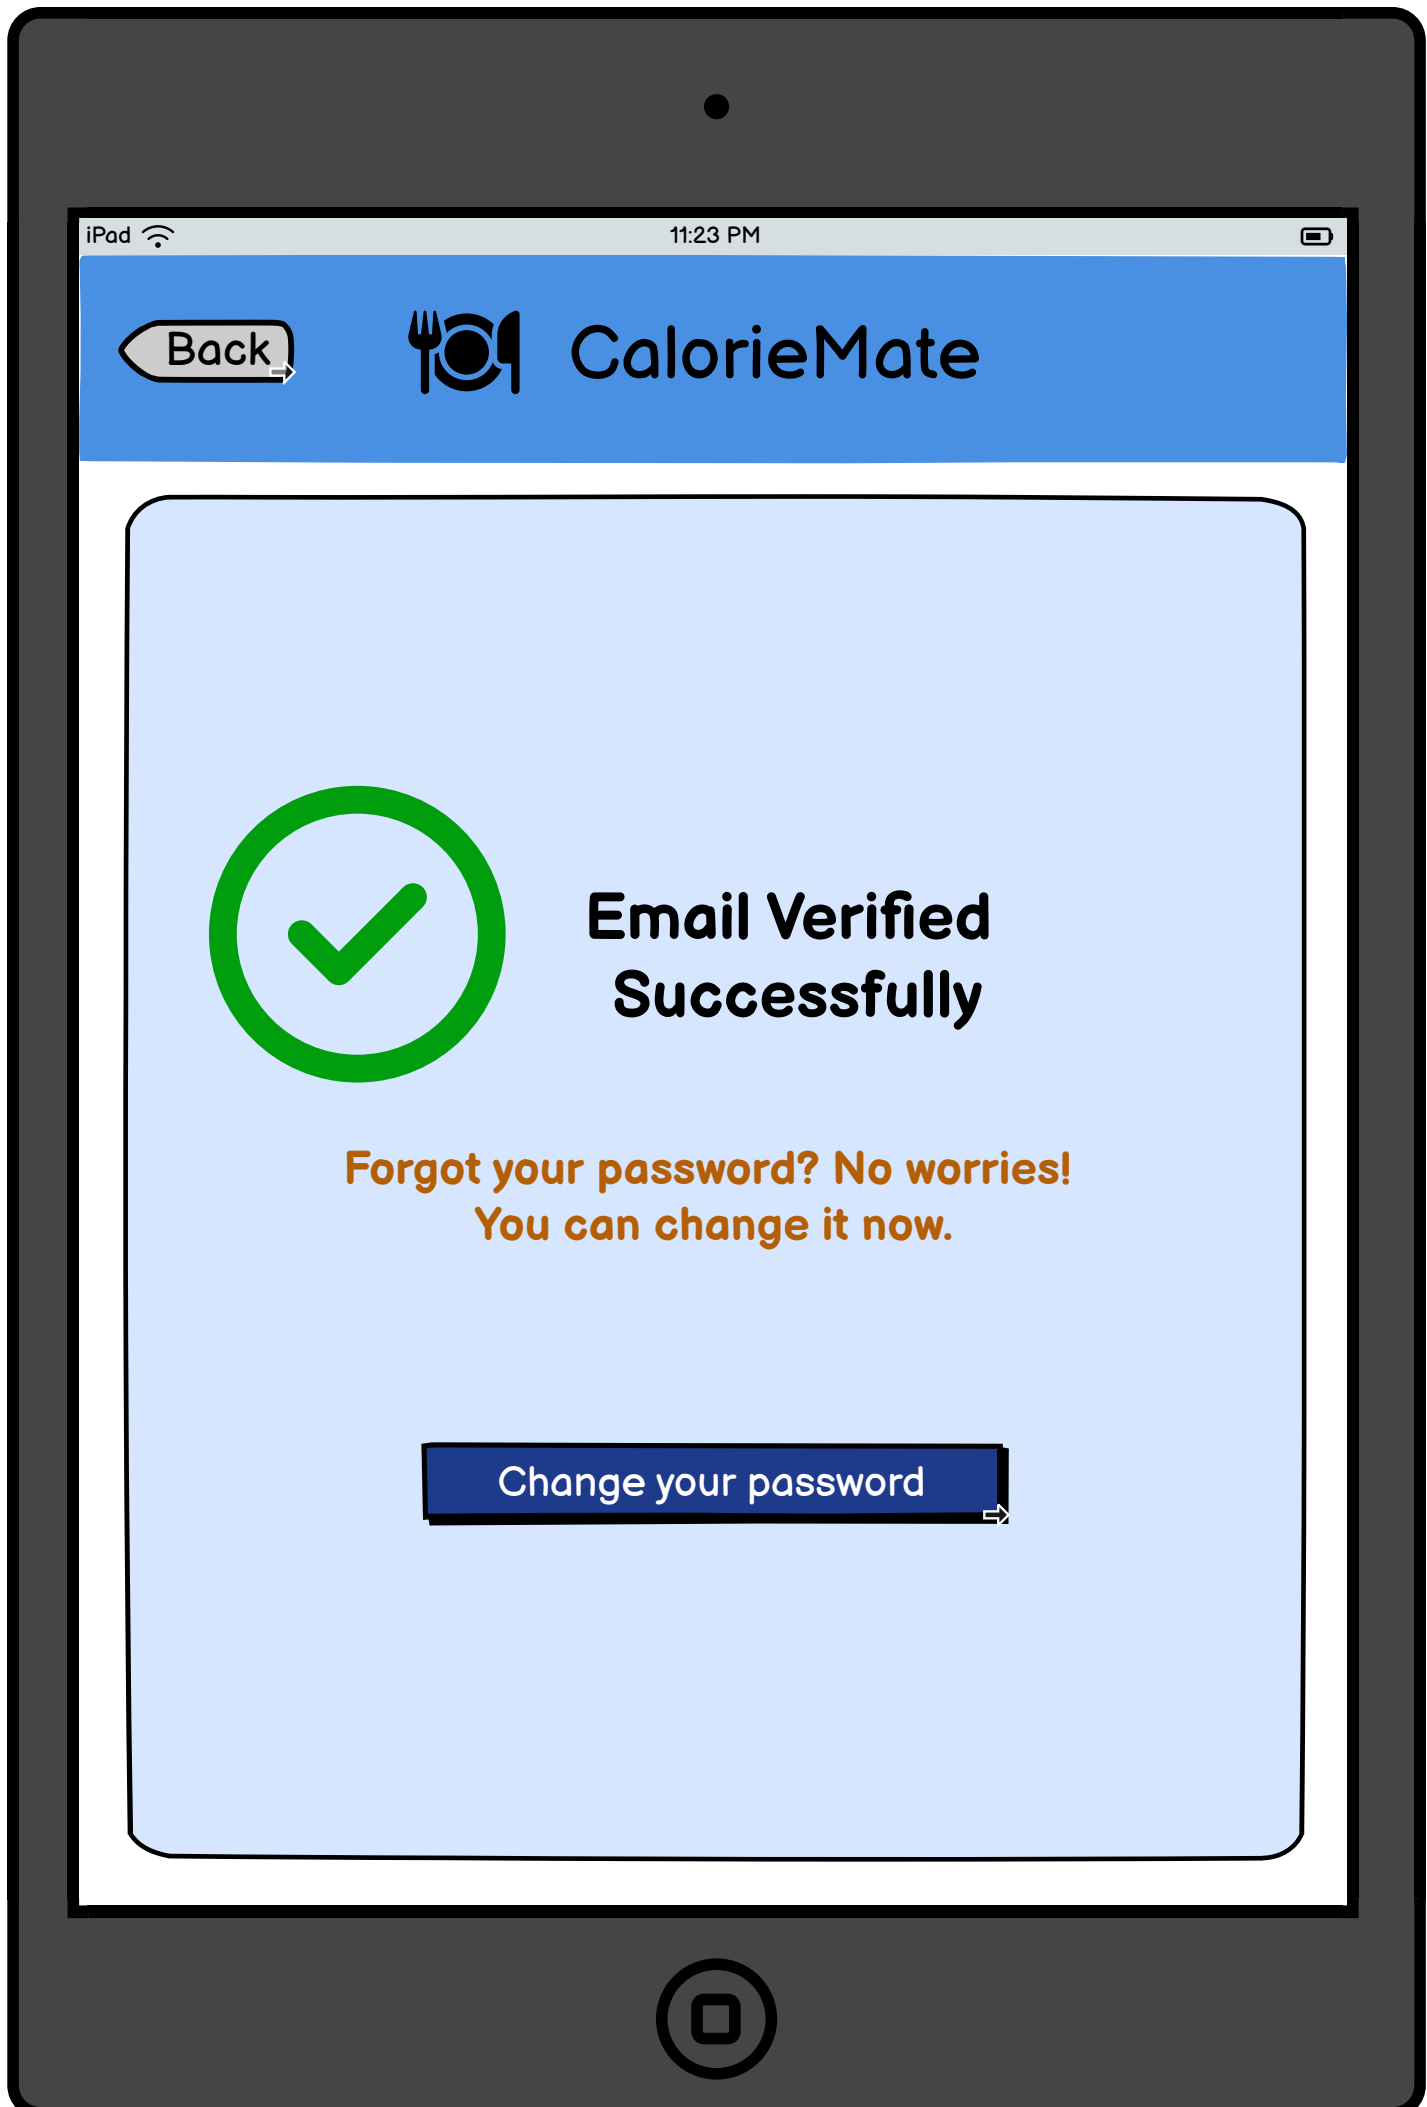 iPad
11:23 PM
Back
CalorieMate
Email Verified
Successfully
Forgot your password? No worries!
You can change it now.
Change your password